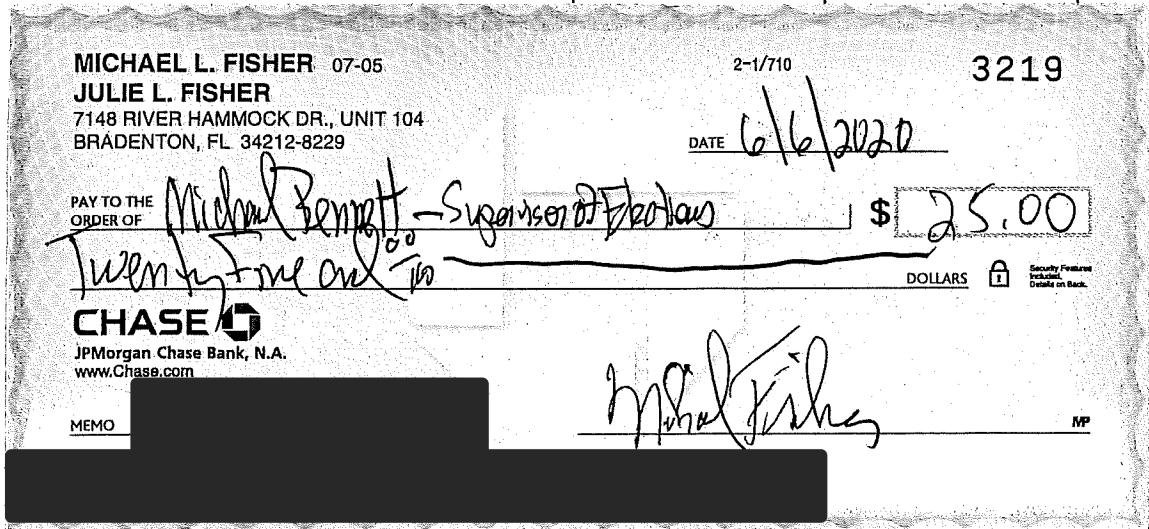 MICHAEL L. FISHER 07-05
JULIE L. FISHER
7148 RIVER HAMMOCK DR., UNIT 104
BRADENTON, FL 34212-8229
2-1/710
3219
DATE 6/6/2020
PAY TO THE
ORDER OF Michael Bennett - Supervisor of Elections $ 25.00
Twenty Five and 00/100 DOLLARS
Security Features
Included.
Details on Back.
CHASE
JPMorgan Chase Bank, N.A.
www.Chase.com
MEMO
Michael Fisher
MP